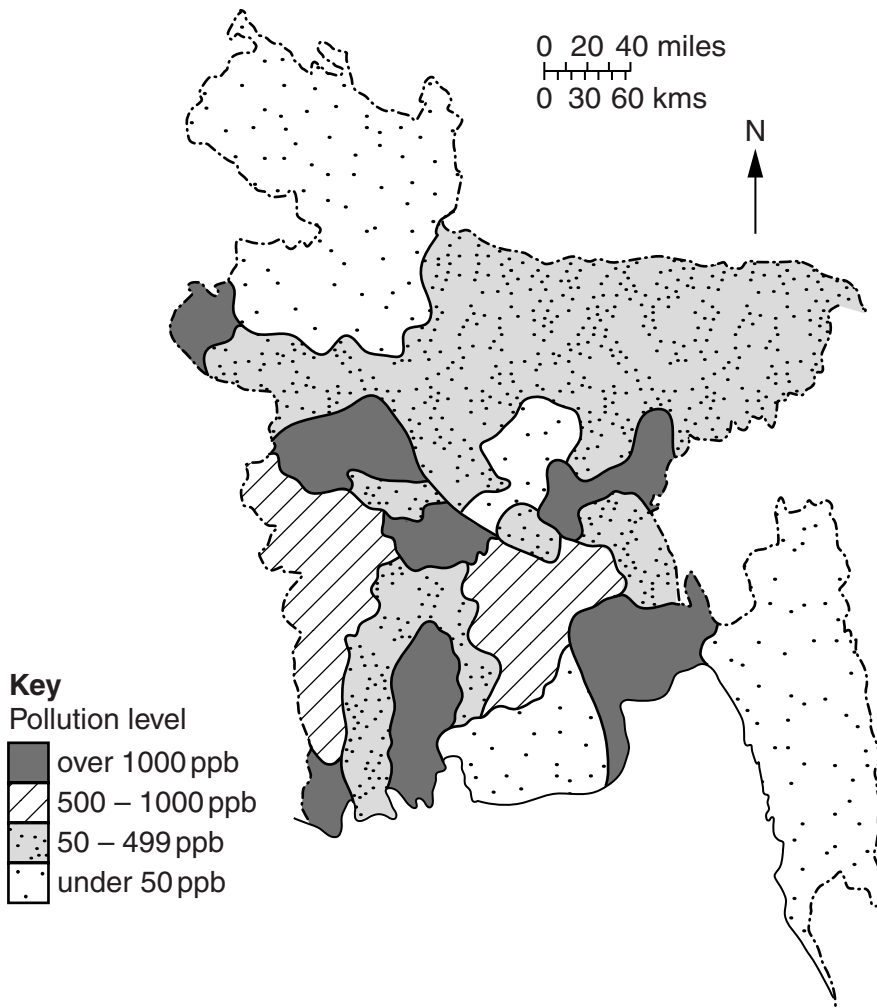 0 20 40 miles
0 30 60 kms
N
Key
Pollution level
over 1000 ppb
500 – 1000 ppb
50 – 499 ppb
under 50 ppb